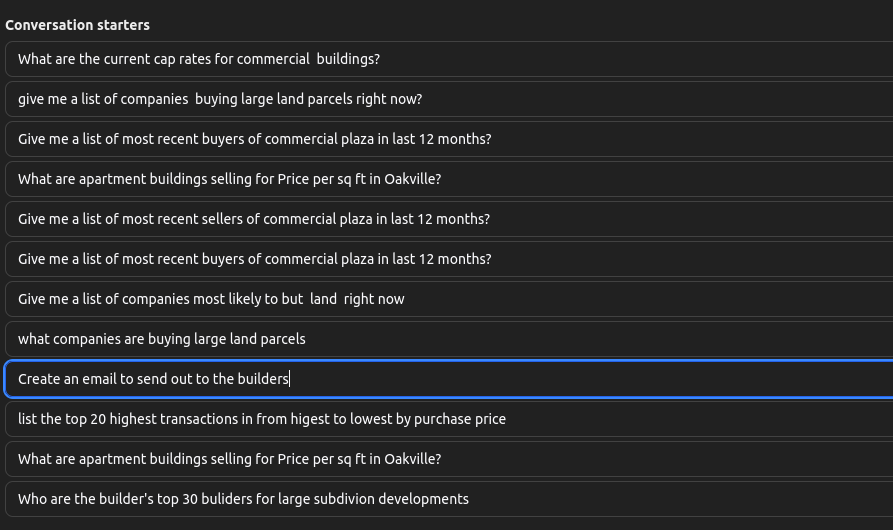 Conversation starters
What are the current cap rates for commercial  buildings?
give me a list of companies  buying large land parcels right now?
Give me a list of most recent buyers of commercial plaza in last 12 months?
What are apartment buildings selling for Price per sq ft in Oakville?
Give me a list of most recent sellers of commercial plaza in last 12 months?
Give me a list of most recent buyers of commercial plaza in last 12 months?
Give me a list of companies most likely to but  land  right now
what companies are buying large land parcels
Create an email to send out to the builders
list the top 20 highest transactions in from higest to lowest by purchase price
What are apartment buildings selling for Price per sq ft in Oakville?
Who are the builder's top 30 buliders for large subdivion developments